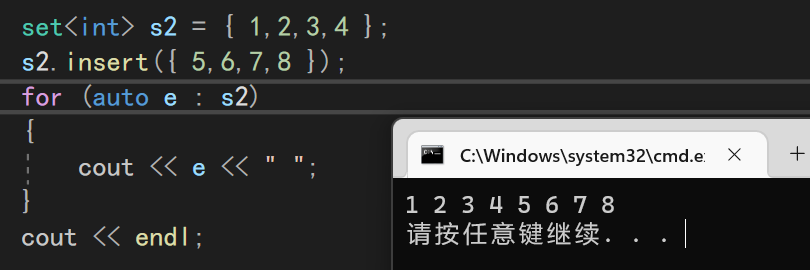 set<int> s2 = { 1,2,3,4 };
s2.insert({ 5,6,7,8 });
for (auto e : s2)
{
cout << e << " ";
}
cout << endl;
C:\Windows\system32\cmd.e
1 2 3 4 5 6 7 8
请按任意键继续. . .